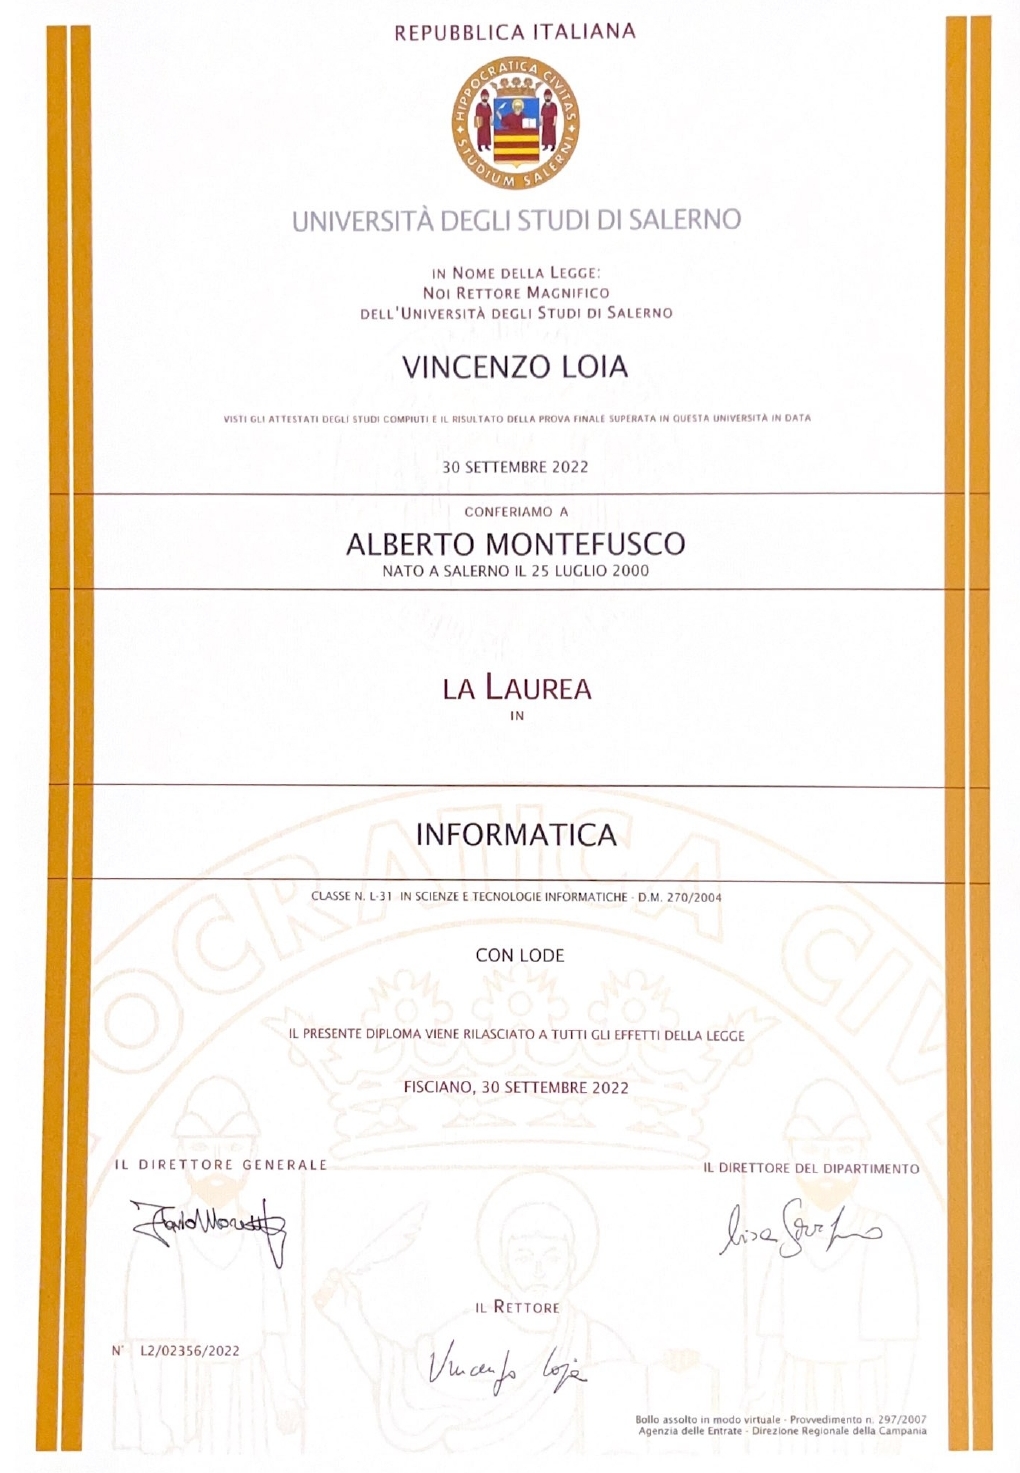 REPUBBLICA ITALIANA
HIPPOCRATICA CIVITAS
STUDIUM SALERNI
UNIVERSITÀ DEGLI STUDI DI SALERNO
IN NOME DELLA LEGGE:
NOI RETTORE MAGNIFICO
DELL'UNIVERSITÀ DEGLI STUDI DI SALERNO
VINCENZO LOIA
VISTI GLI ATTESTATI DEGLI STUDI COMPIUTI E IL RISULTATO DELLA PROVA FINALE SUPERATA IN QUESTA UNIVERSITÀ IN DATA
30 SETTEMBRE 2022
CONFERIAMO A
ALBERTO MONTEFUSCO
NATO A SALERNO IL 25 LUGLIO 2000
LA LAUREA
IN
INFORMATICA
CLASSE N. L-31 IN SCIENZE E TECNOLOGIE INFORMATICHE - D.M. 270/2004
CON LODE
IL PRESENTE DIPLOMA VIENE RILASCIATO A TUTTI GLI EFFETTI DELLA LEGGE
FISCIANO, 30 SETTEMBRE 2022
IL DIRETTORE GENERALE
IL DIRETTORE DEL DIPARTIMENTO
IL RETTORE
N° L2/02356/2022
Vincenzo Loia
Bollo assolto in modo virtuale - Provvedimento n. 297/2007
Agenzia delle Entrate - Direzione Regionale della Campania